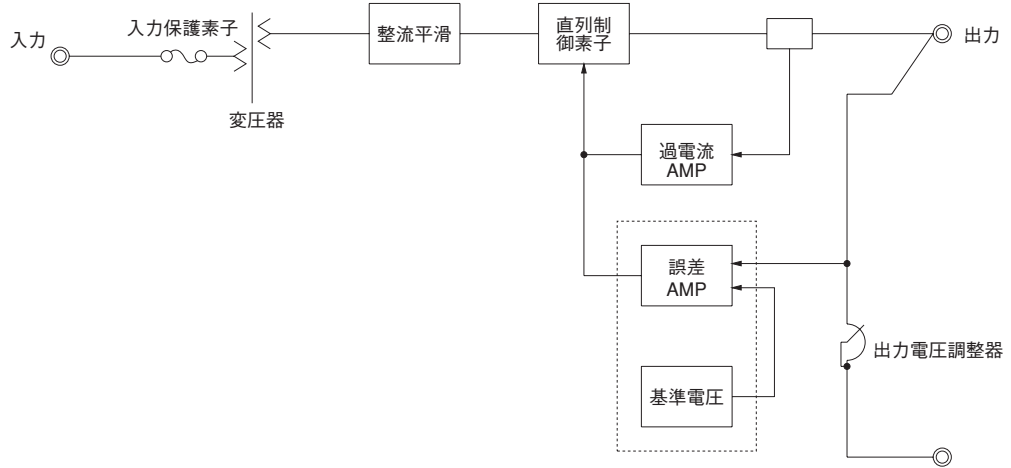 入力
入力保護素子
変圧器
整流平滑
直列制
御素子
出力
過電流
AMP
誤差
AMP
基準電圧
出力電圧調整器